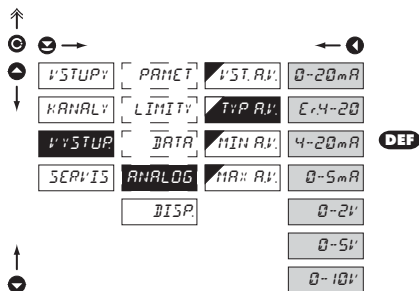 VSTUPY PAMET VST. A.V. 0-20mA
KANALY LIMITY TYP A.V. Er.4-20
VYSTUP. DATA MIN A.V. 4-20mA DEF
SERVIS ANALOG MAX A.V. 0-5mA
DISP. 0-2V
0-5V
0-10V